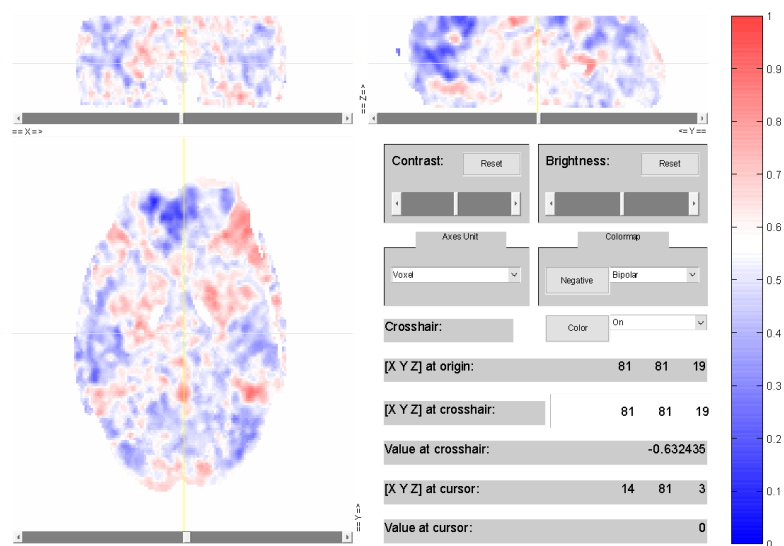 == X =>
== Z =>
<= Y ==
== Y =>
Contrast: Reset
Brightness: Reset
Axes Unit
Voxel
Colormap
Negative Bipolar
Crosshair: Color On
[X Y Z] at origin: 81 81 19
[X Y Z] at crosshair: 81 81 19
Value at crosshair: -0.632435
[X Y Z] at cursor: 14 81 3
Value at cursor: 0
1
0.9
0.8
0.7
0.6
0.5
0.4
0.3
0.2
0.1
0